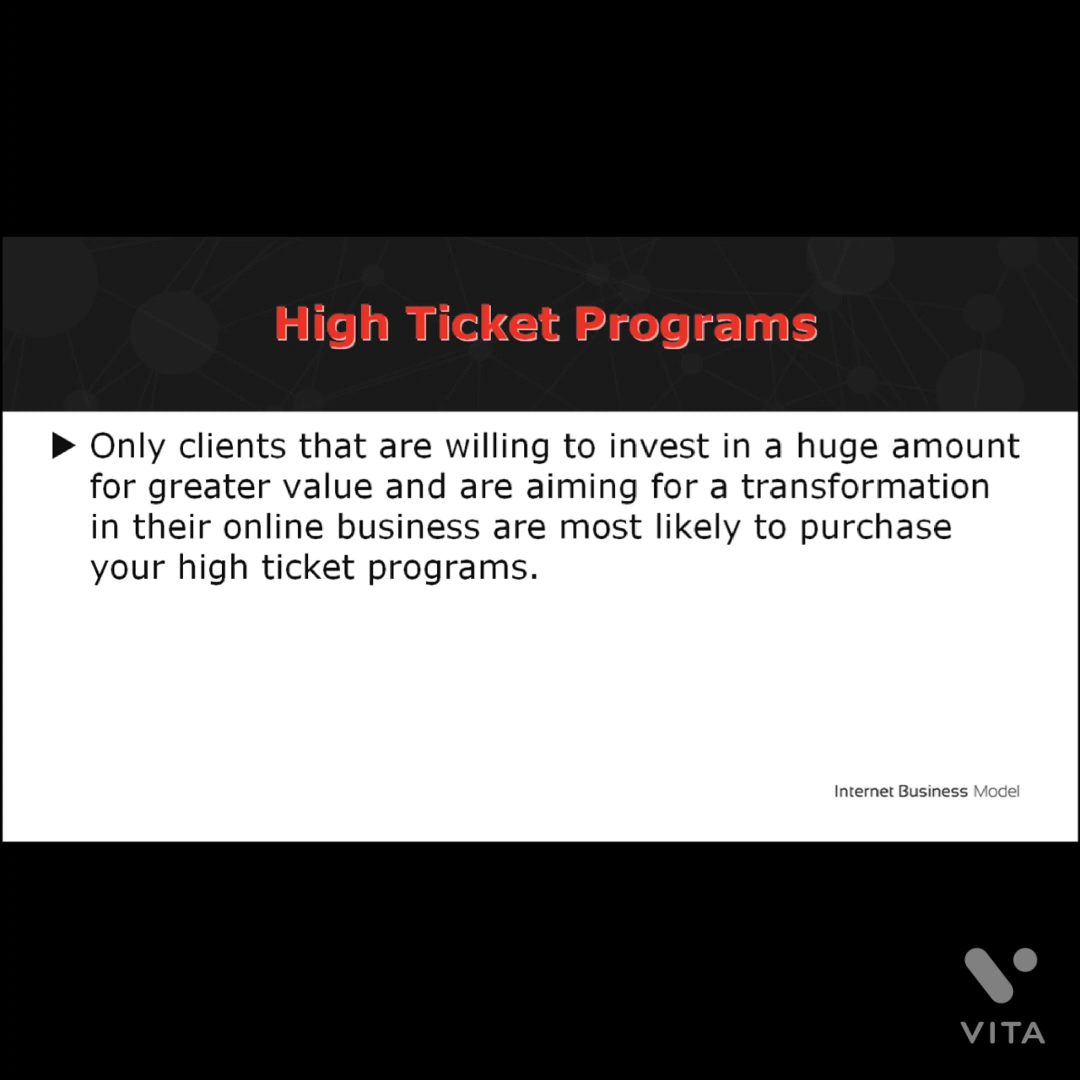 High Ticket Programs
Only clients that are willing to invest in a huge amount
for greater value and are aiming for a transformation
in their online business are most likely to purchase
your high ticket programs.
Internet Business Model
VITA